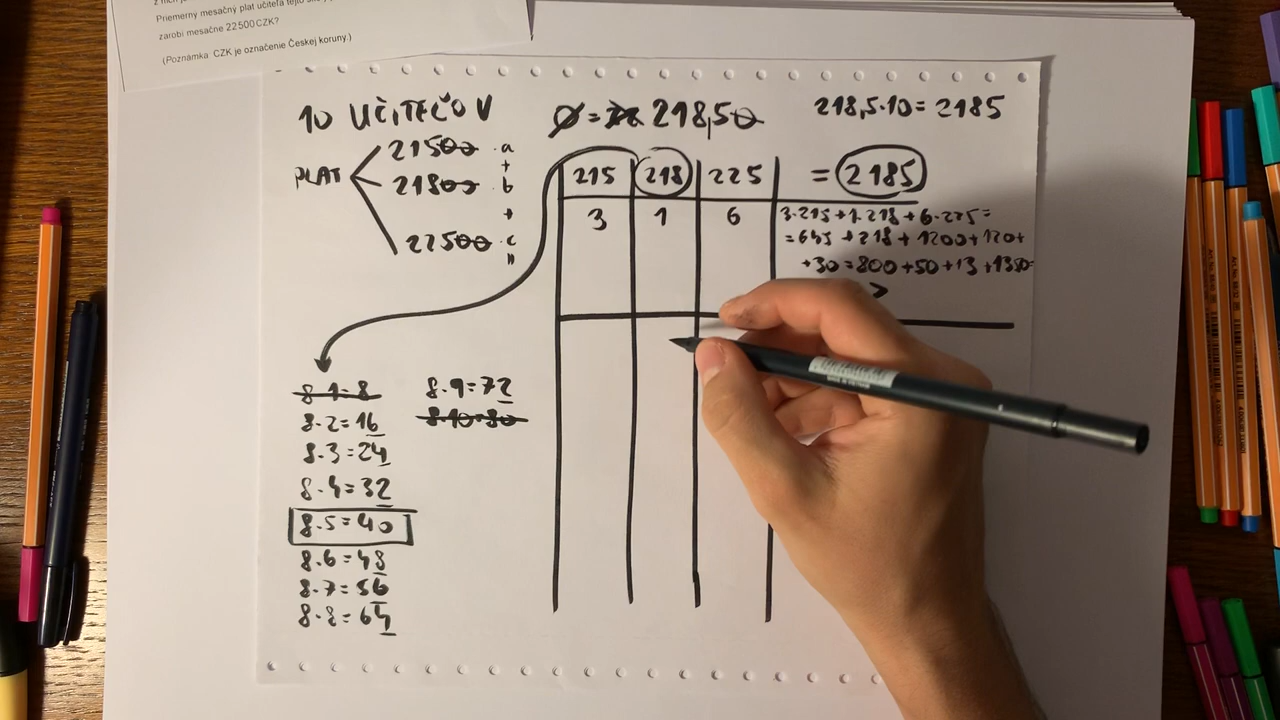 Priemerný mesačný plat učiteľa tejto
zarobí mesačne 22500CZK?
(Poznámka: CZK je označenie Českej koruny.)
10 UČITEĽOV
PLAT
21500 a
+
21800 b
+
22500 c
"
Ø = 218,50
218,5·10 = 2185
215 218 225 = 2185
3 1 6
3·215+1·218+6·225=
=645+218+1200+120+
+30=800+50+13+1350=
>
8·1=8
8·2=16
8·3=24
8·4=32
8·5=40
8·6=48
8·7=56
8·8=64
8·9=72
8·10=80